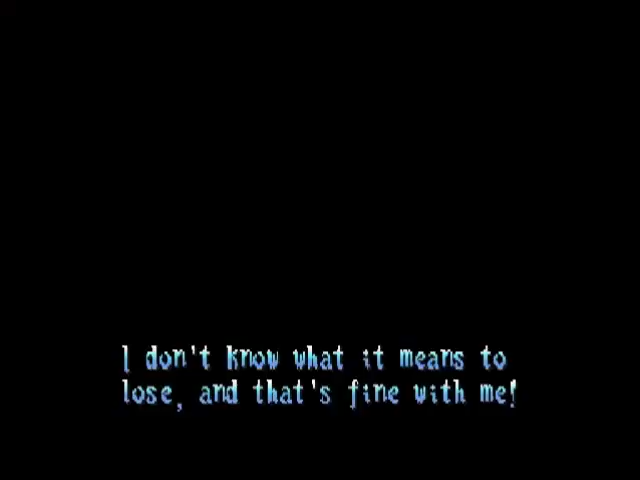 I don't know what it means to
lose, and that's fine with me!